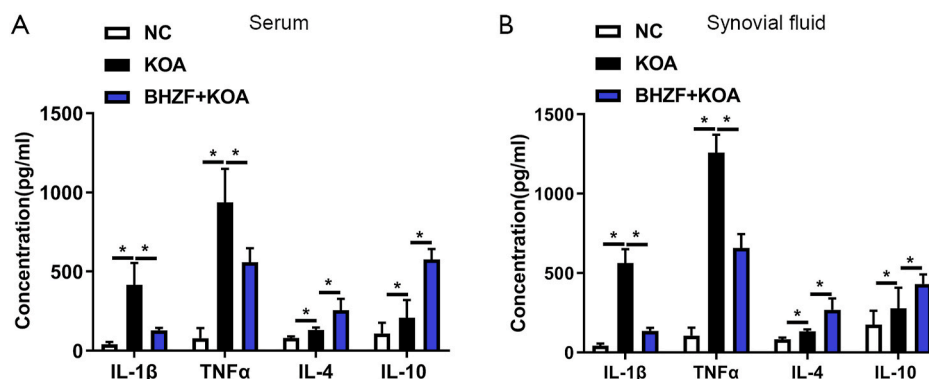 A
Serum
NC
KOA
BHZF+KOA
Concentration(pg/ml)
1500
1000
500
0
* * * * * * * *
IL-1β TNFα IL-4 IL-10
B
Synovial fluid
NC
KOA
BHZF+KOA
Concentration(pg/ml)
1500
1000
500
0
* * * * * * * *
IL-1β TNFα IL-4 IL-10